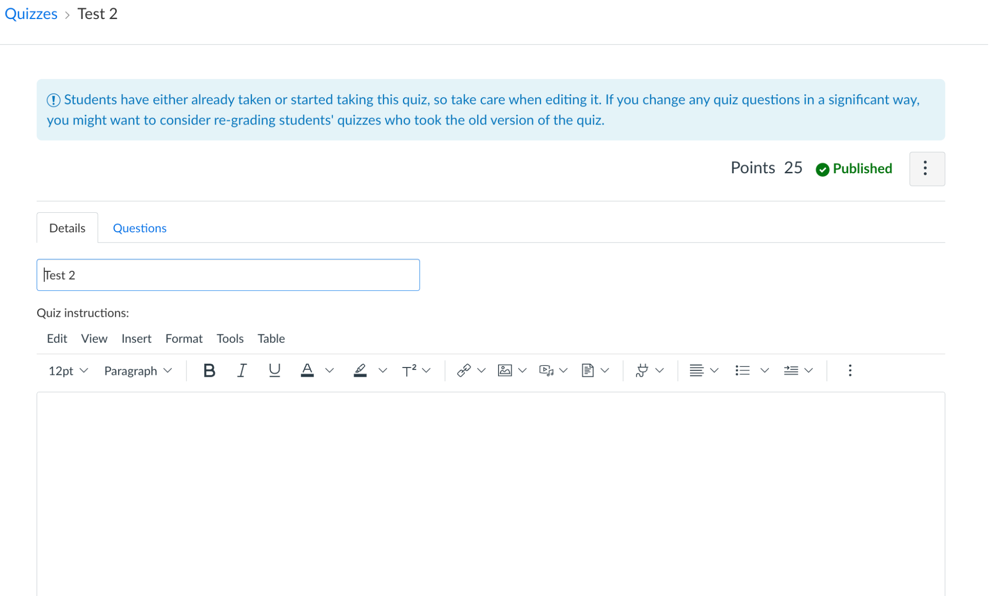 Quizzes > Test 2
Students have either already taken or started taking this quiz, so take care when editing it. If you change any quiz questions in a significant way,
you might want to consider re-grading students' quizzes who took the old version of the quiz.
Points 25 Published
Details Questions
Test 2
Quiz instructions:
Edit View Insert Format Tools Table
12pt Paragraph B I U A T²